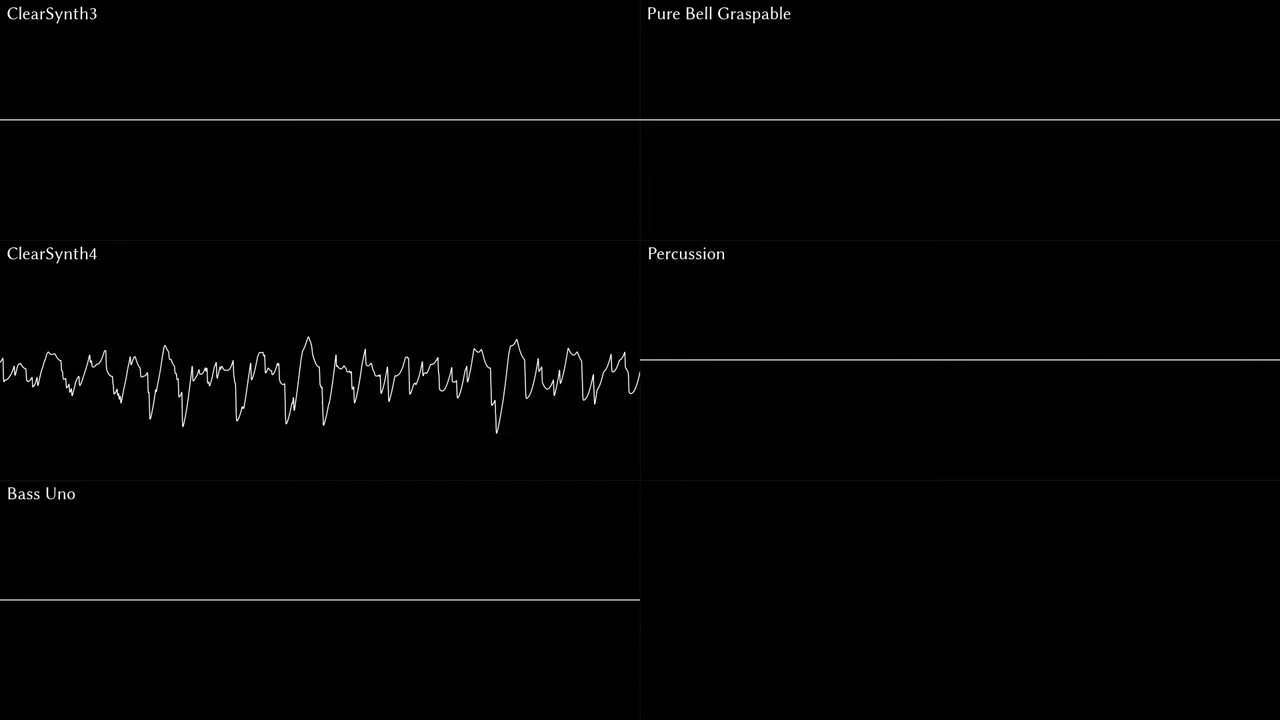 ClearSynth3
Pure Bell Graspable
ClearSynth4
Percussion
Bass Uno